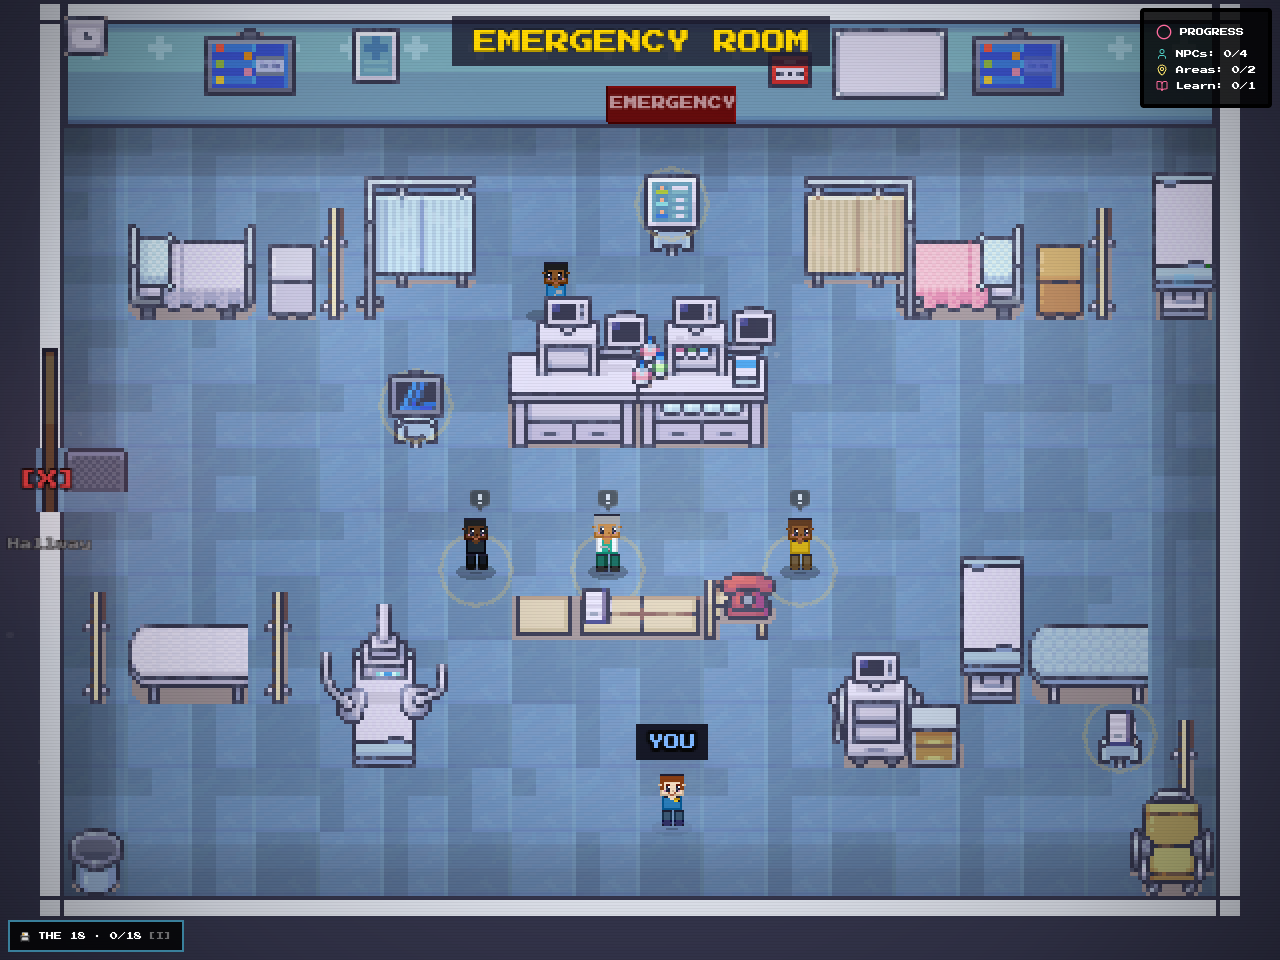 EMERGENCY ROOM
PROGRESS
NPCs: 0/4
Areas: 0/2
Learn: 0/1
EMERGENCY
[X]
Hallway
!
!
!
YOU
THE 18 · 0/18 [I]